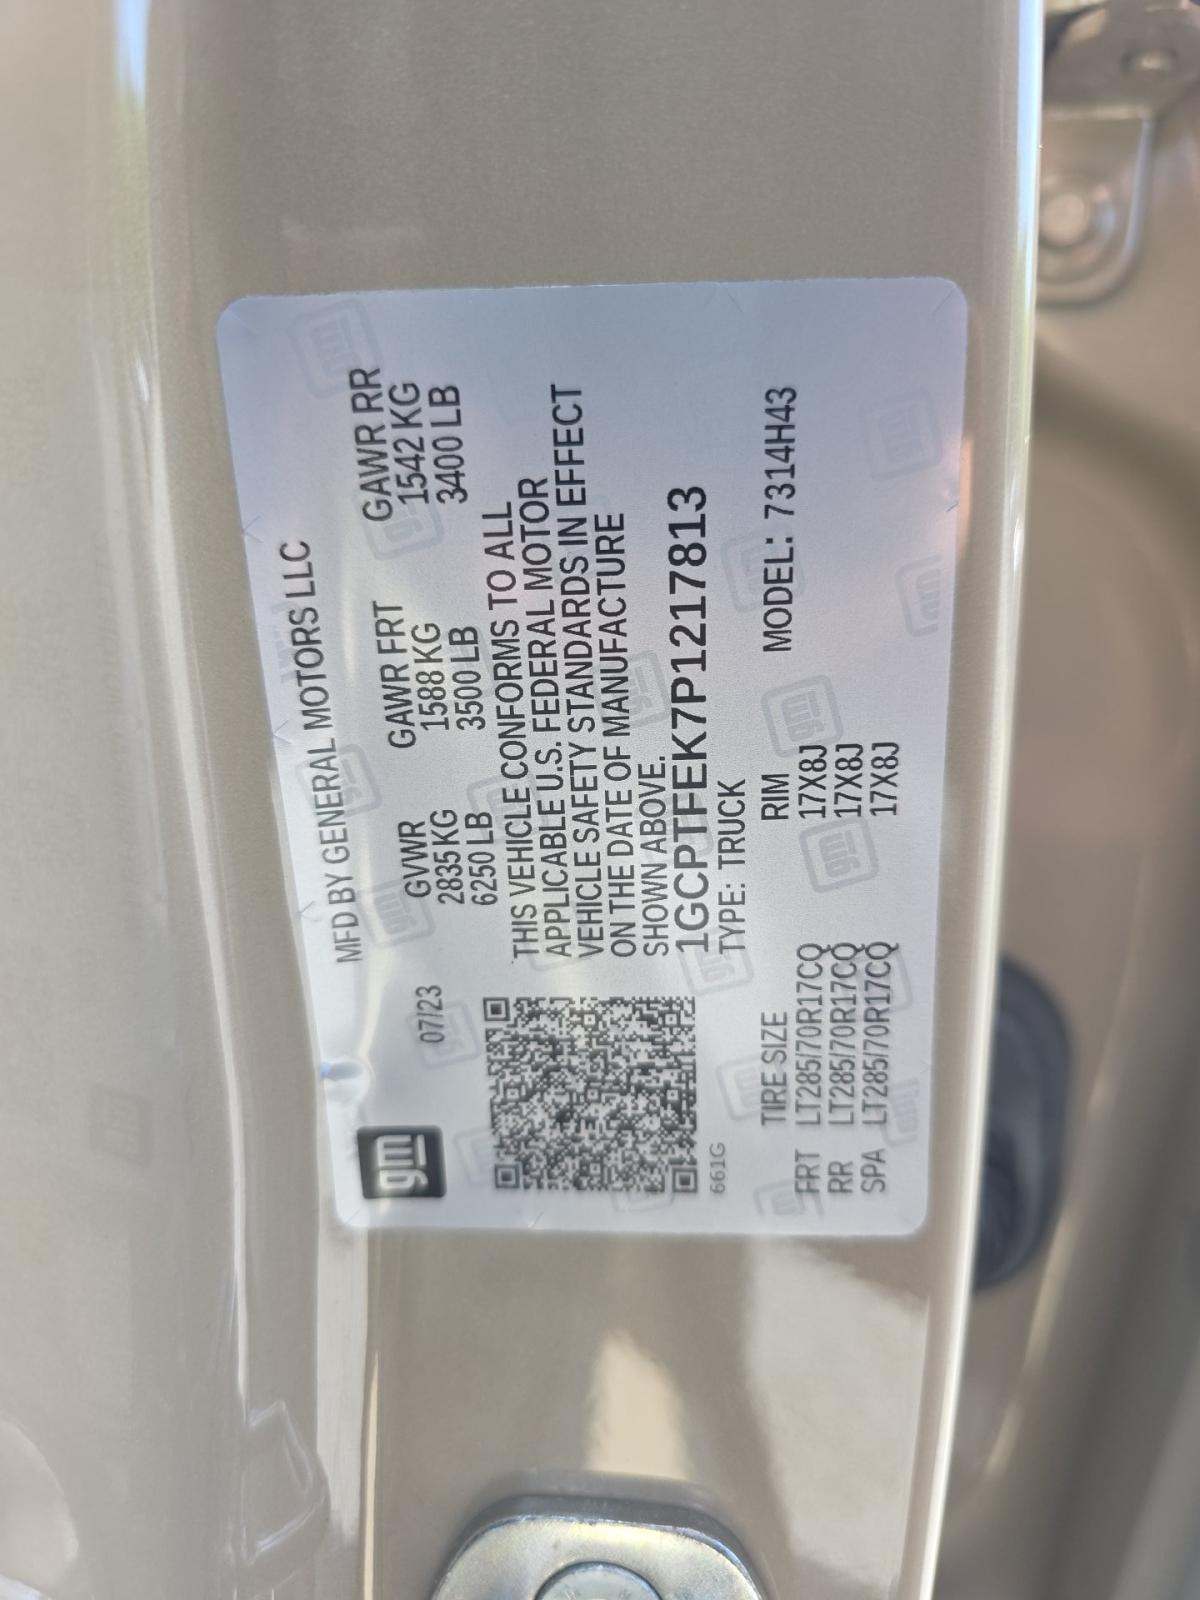 MFD BY GENERAL MOTORS LLC
gm
07/23
GVWR GAWR FRT GAWR RR
2835 KG 1588 KG 1542 KG
6250 LB 3500 LB 3400 LB
THIS VEHICLE CONFORMS TO ALL
APPLICABLE U.S. FEDERAL MOTOR
VEHICLE SAFETY STANDARDS IN EFFECT
ON THE DATE OF MANUFACTURE
SHOWN ABOVE.
1GCPTFEK7P1217813
TYPE: TRUCK
661G
TIRE SIZE RIM MODEL: 7314H43
FRT LT285/70R17CQ 17X8J
RR LT285/70R17CQ 17X8J
SPA LT285/70R17CQ 17X8J